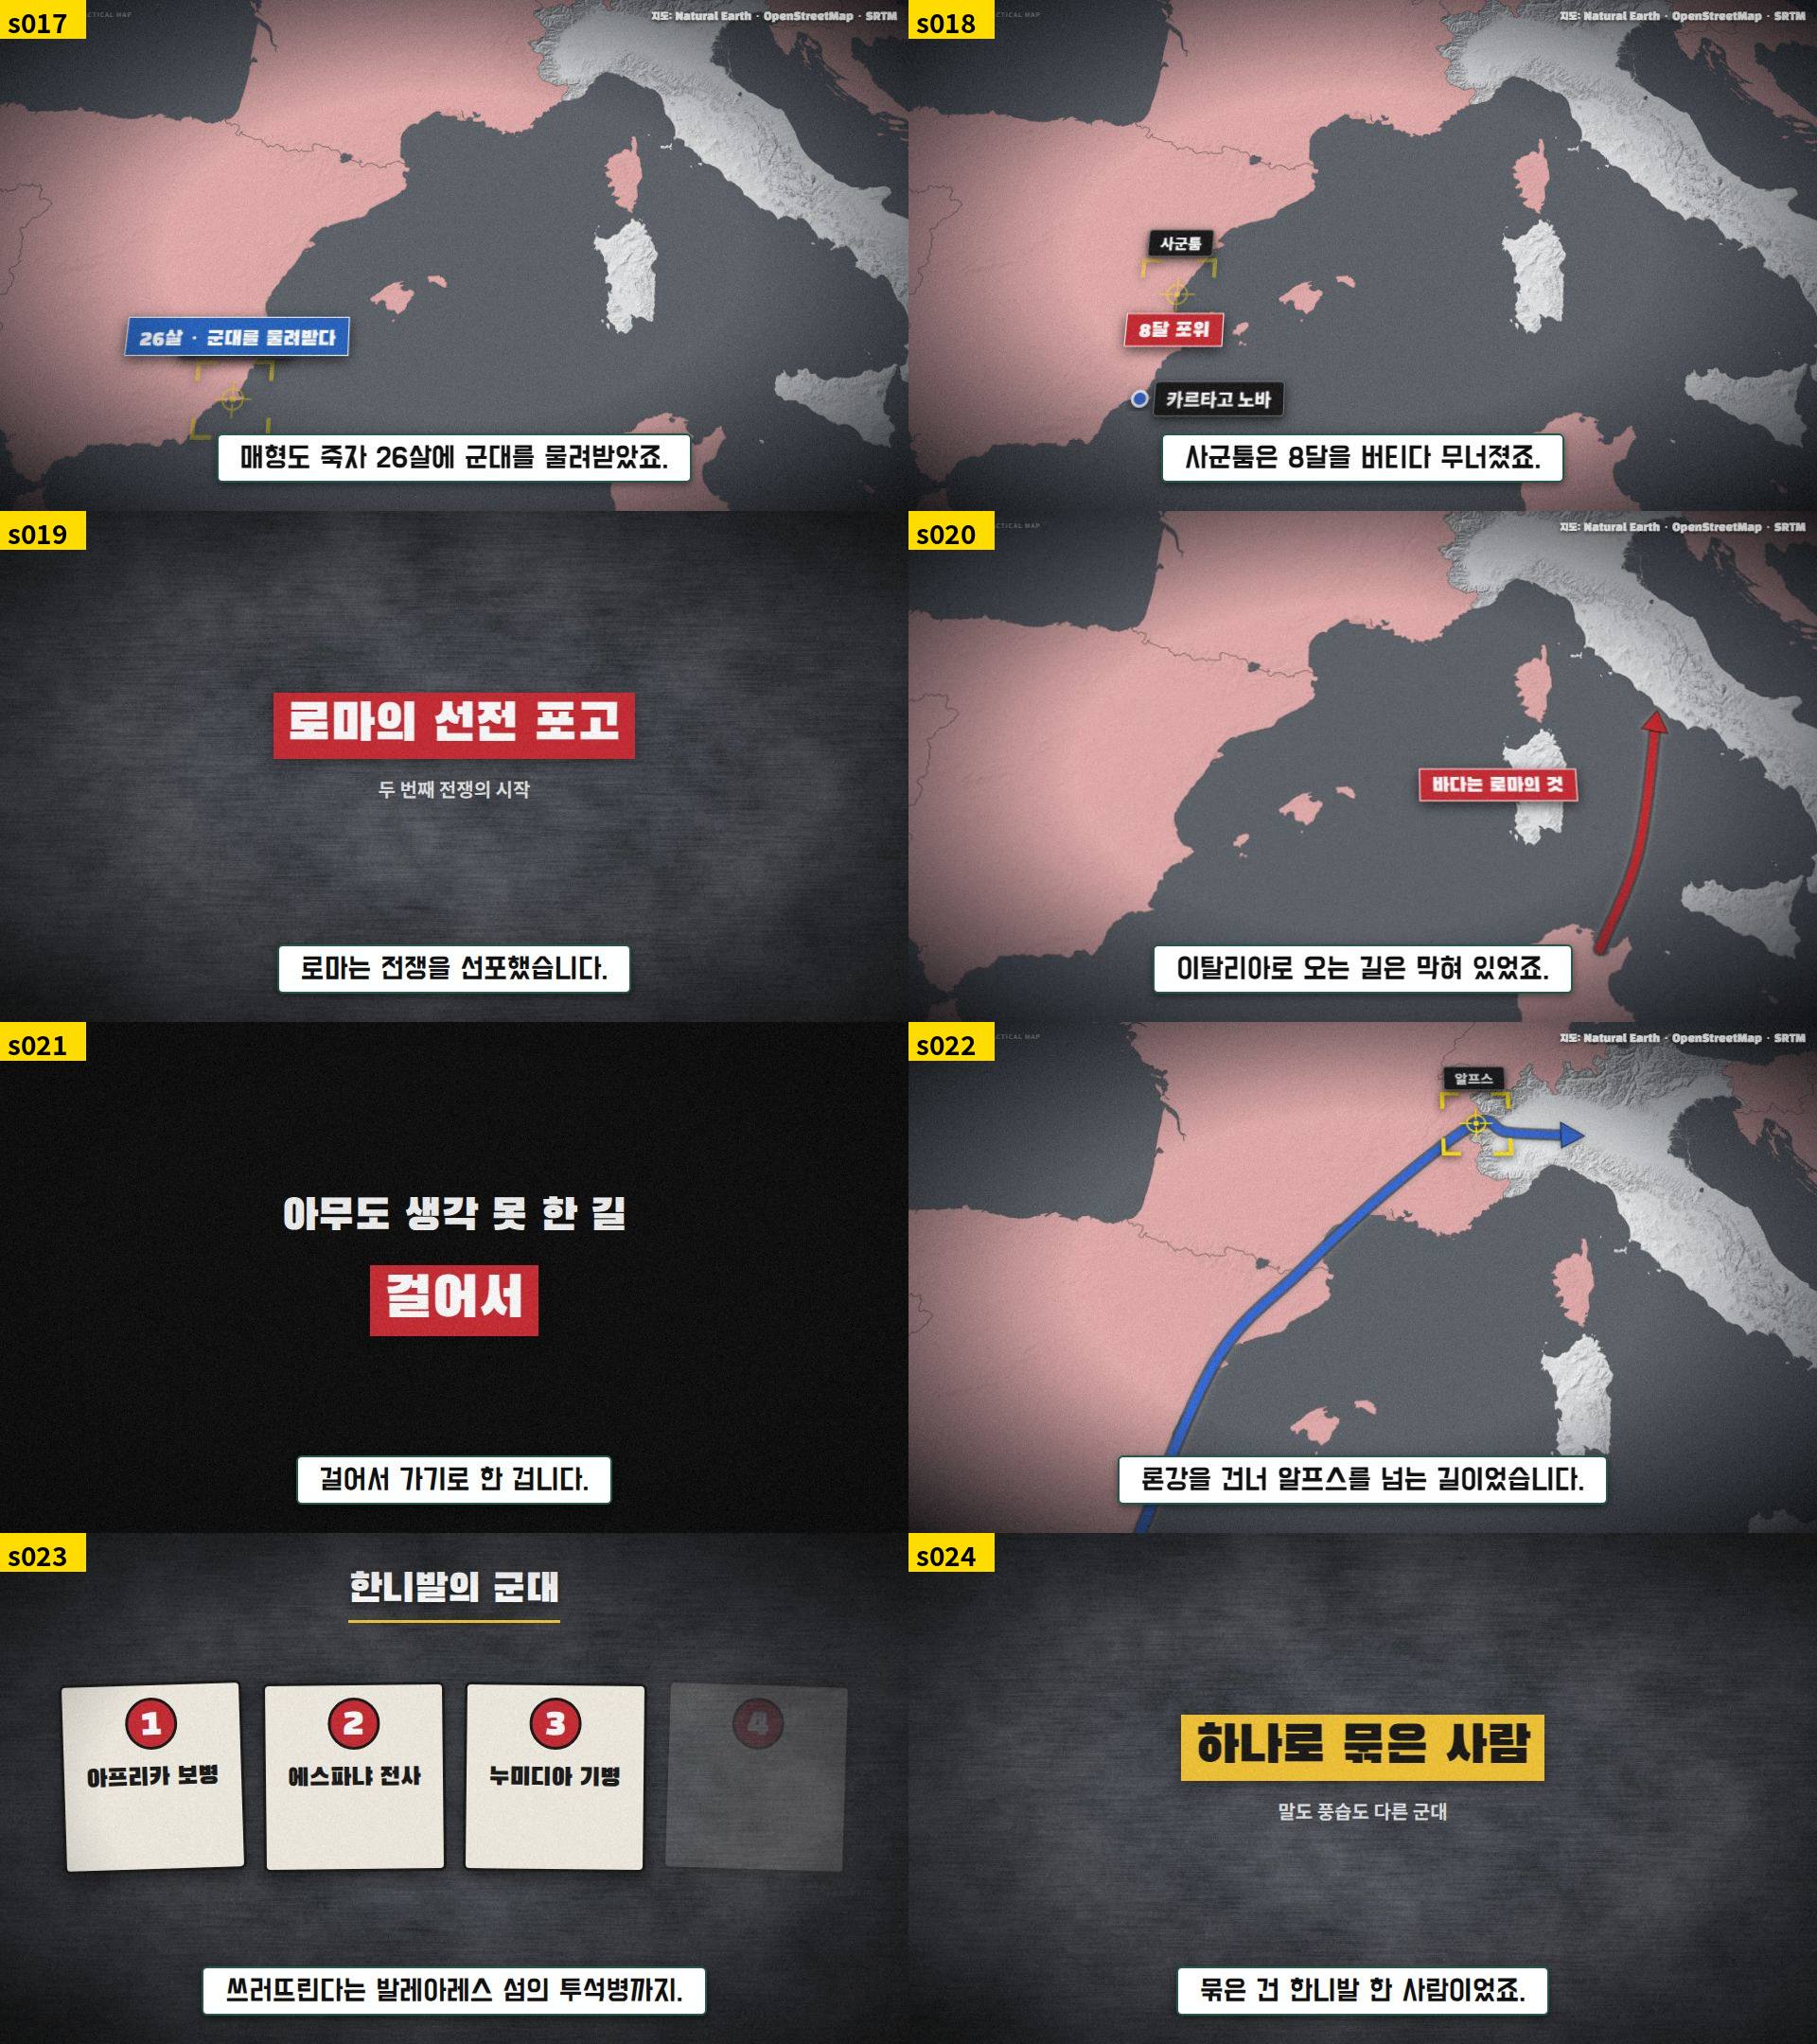 s017
CTICAL MAP
지도: Natural Earth · OpenStreetMap · SRTM
26살 · 군대를 물려받다
매형도 죽자 26살에 군대를 물려받았죠.
s018
CTICAL MAP
지도: Natural Earth · OpenStreetMap · SRTM
사군툼
8달 포위
카르타고 노바
사군툼은 8달을 버티다 무너졌죠.
s019
로마의 선전 포고
두 번째 전쟁의 시작
로마는 전쟁을 선포했습니다.
s020
CTICAL MAP
지도: Natural Earth · OpenStreetMap · SRTM
바다는 로마의 것
이탈리아로 오는 길은 막혀 있었죠.
s021
아무도 생각 못 한 길
걸어서
걸어서 가기로 한 겁니다.
s022
CTICAL MAP
지도: Natural Earth · OpenStreetMap · SRTM
알프스
론강을 건너 알프스를 넘는 길이었습니다.
s023
한니발의 군대
1
아프리카 보병
2
에스파냐 전사
3
누미디아 기병
4
쓰러뜨린다는 발레아레스 섬의 투석병까지.
s024
하나로 묶은 사람
말도 풍습도 다른 군대
묶은 건 한니발 한 사람이었죠.